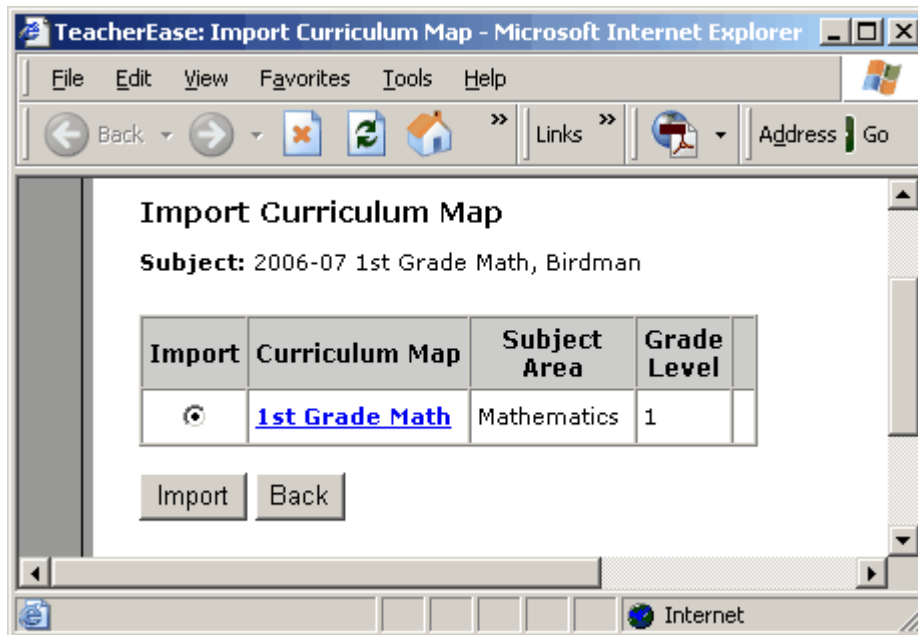 TeacherEase: Import Curriculum Map - Microsoft Internet Explorer
File Edit View Favorites Tools Help
Back Links Address Go
Import Curriculum Map
Subject: 2006-07 1st Grade Math, Birdman
Import Curriculum Map Subject Area Grade Level
1st Grade Math Mathematics 1
Import Back
Internet